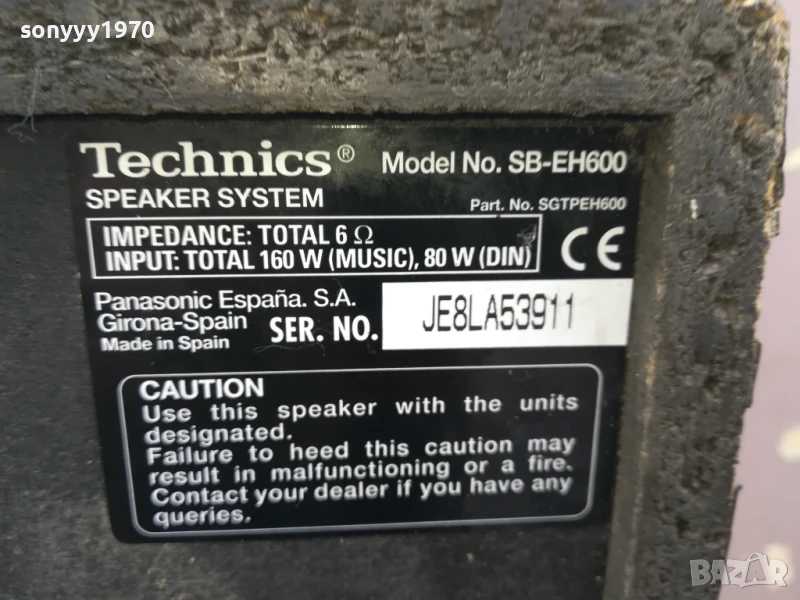 sonyyy1970
Technics® Model No. SB-EH600
SPEAKER SYSTEM Part. No. SGTPEH600
IMPEDANCE: TOTAL 6 Ω
INPUT: TOTAL 160 W (MUSIC), 80 W (DIN)
CE
Panasonic España. S.A.
Girona-Spain
Made in Spain
SER. NO. JE8LA53911
CAUTION
Use this speaker with the units
designated.
Failure to heed this caution may
result in malfunctioning or a fire.
Contact your dealer if you have any
queries.
BAZAR